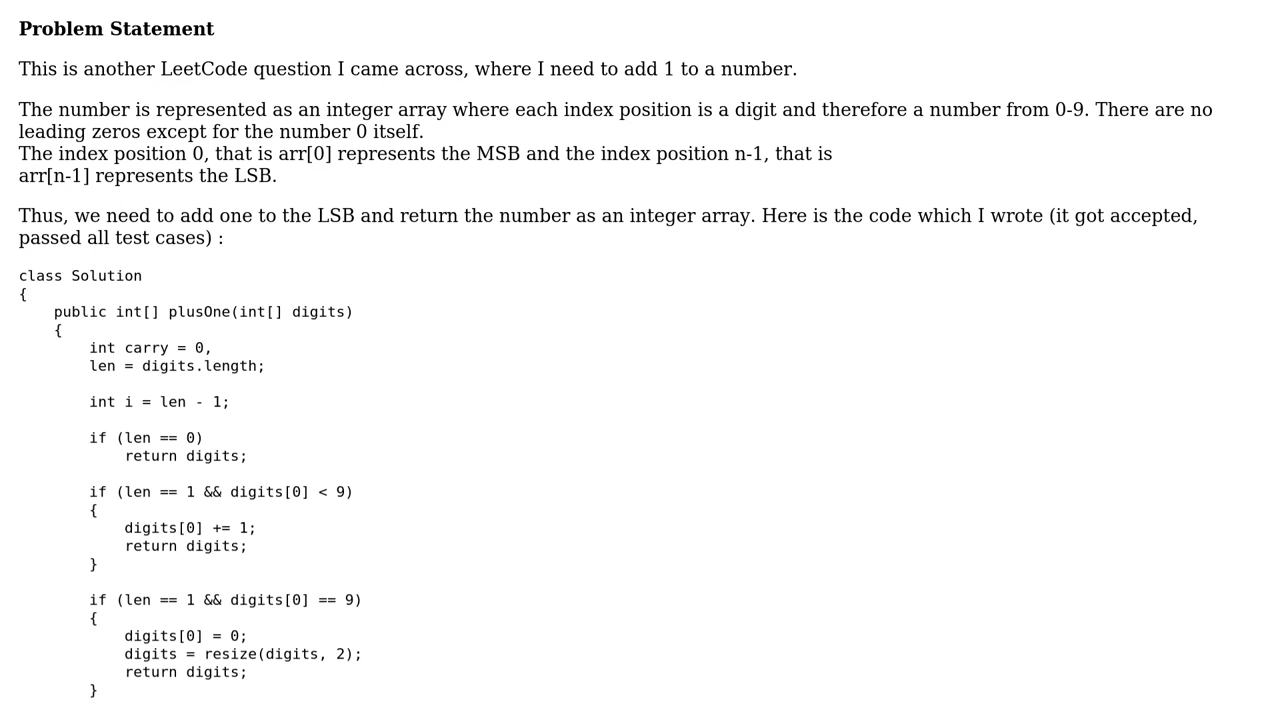 Problem Statement
This is another LeetCode question I came across, where I need to add 1 to a number.
The number is represented as an integer array where each index position is a digit and therefore a number from 0-9. There are no
leading zeros except for the number 0 itself.
The index position 0, that is arr[0] represents the MSB and the index position n-1, that is
arr[n-1] represents the LSB.
Thus, we need to add one to the LSB and return the number as an integer array. Here is the code which I wrote (it got accepted,
passed all test cases) :
class Solution
{
    public int[] plusOne(int[] digits)
    {
        int carry = 0,
        len = digits.length;
        int i = len - 1;
        if (len == 0)
            return digits;
        if (len == 1 && digits[0] < 9)
        {
            digits[0] += 1;
            return digits;
        }
        if (len == 1 && digits[0] == 9)
        {
            digits[0] = 0;
            digits = resize(digits, 2);
            return digits;
        }